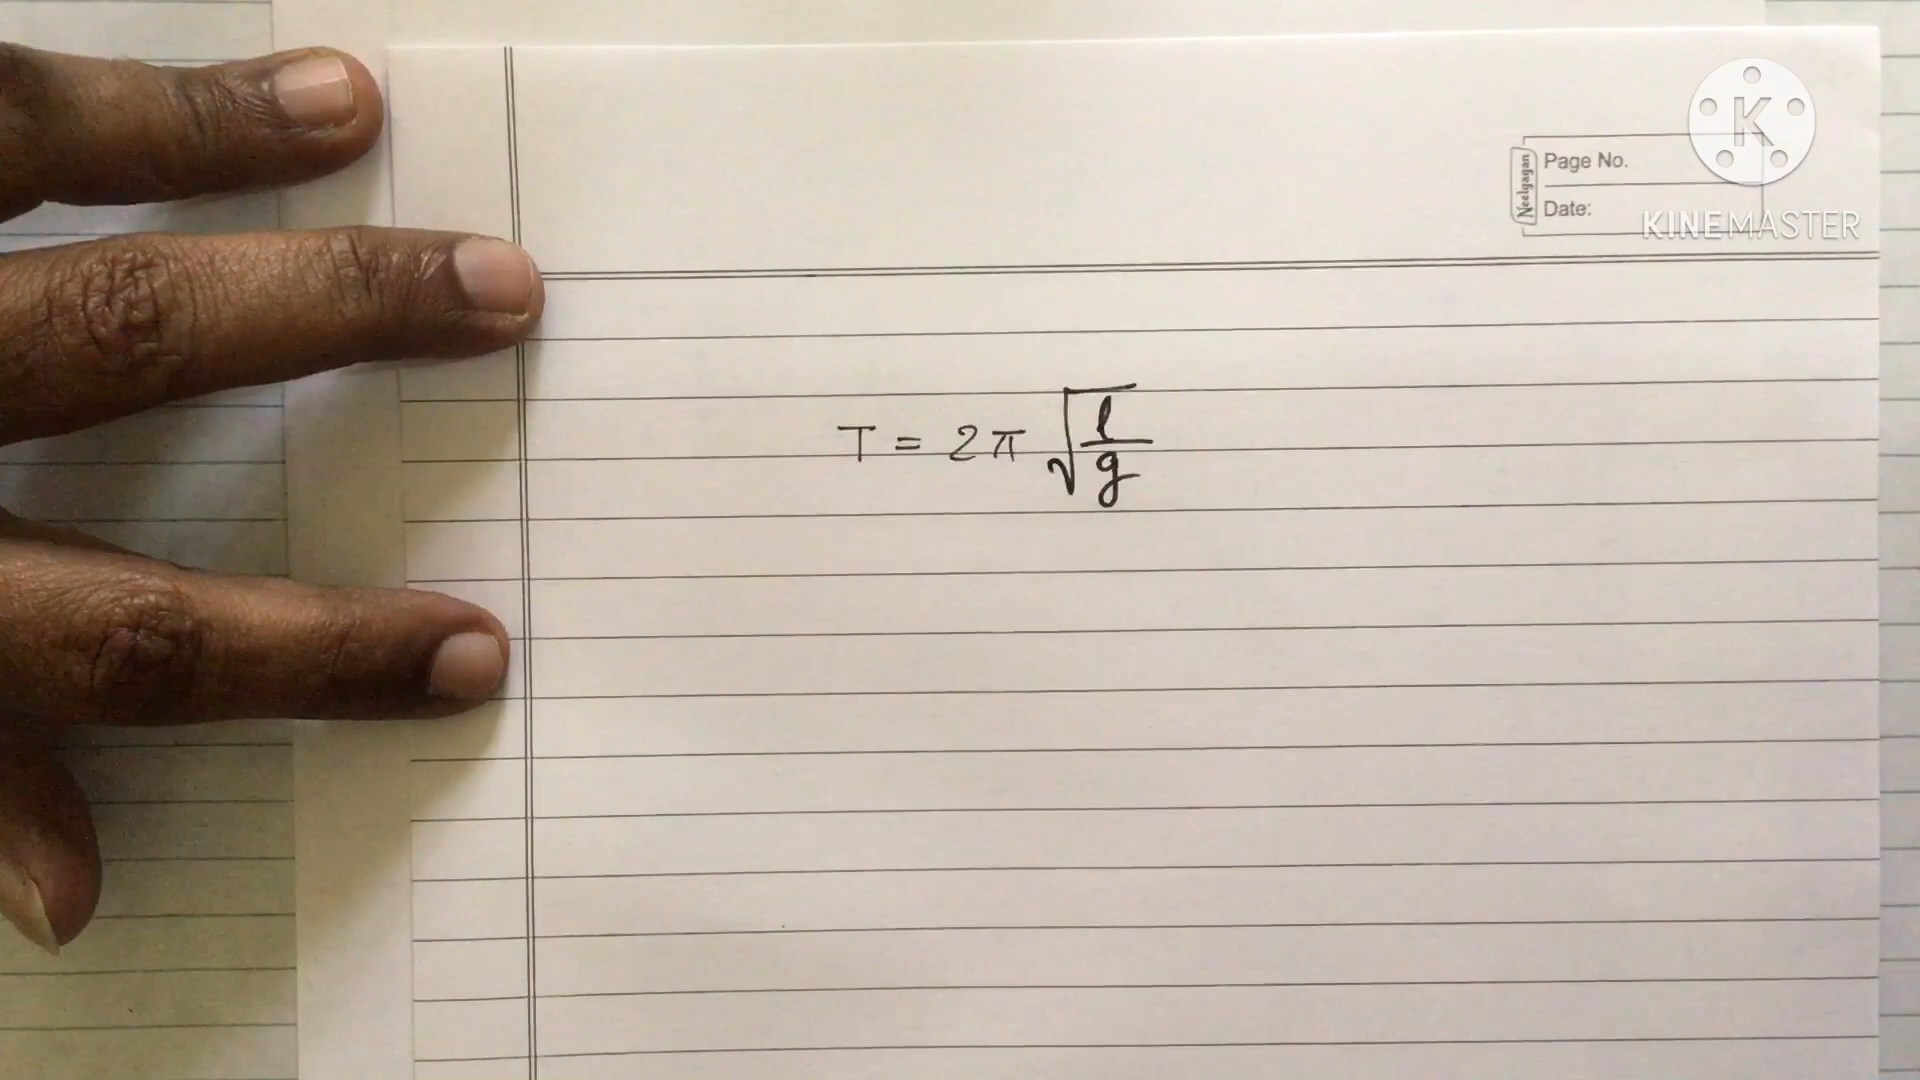 Neelgagan
Page No.
Date:
K
KINEMASTER
T = 2π √(l/g)